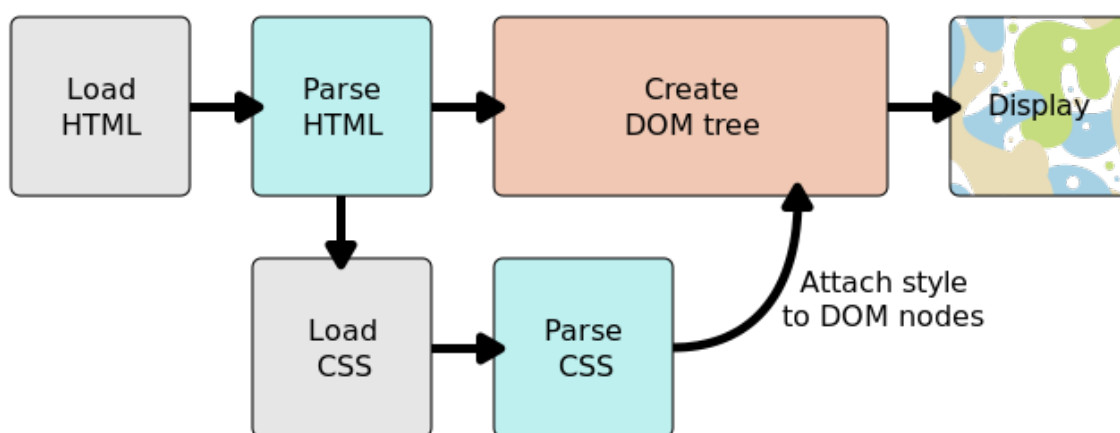 Load
HTML
Parse
HTML
Create
DOM tree
Display
Load
CSS
Parse
CSS
Attach style
to DOM nodes